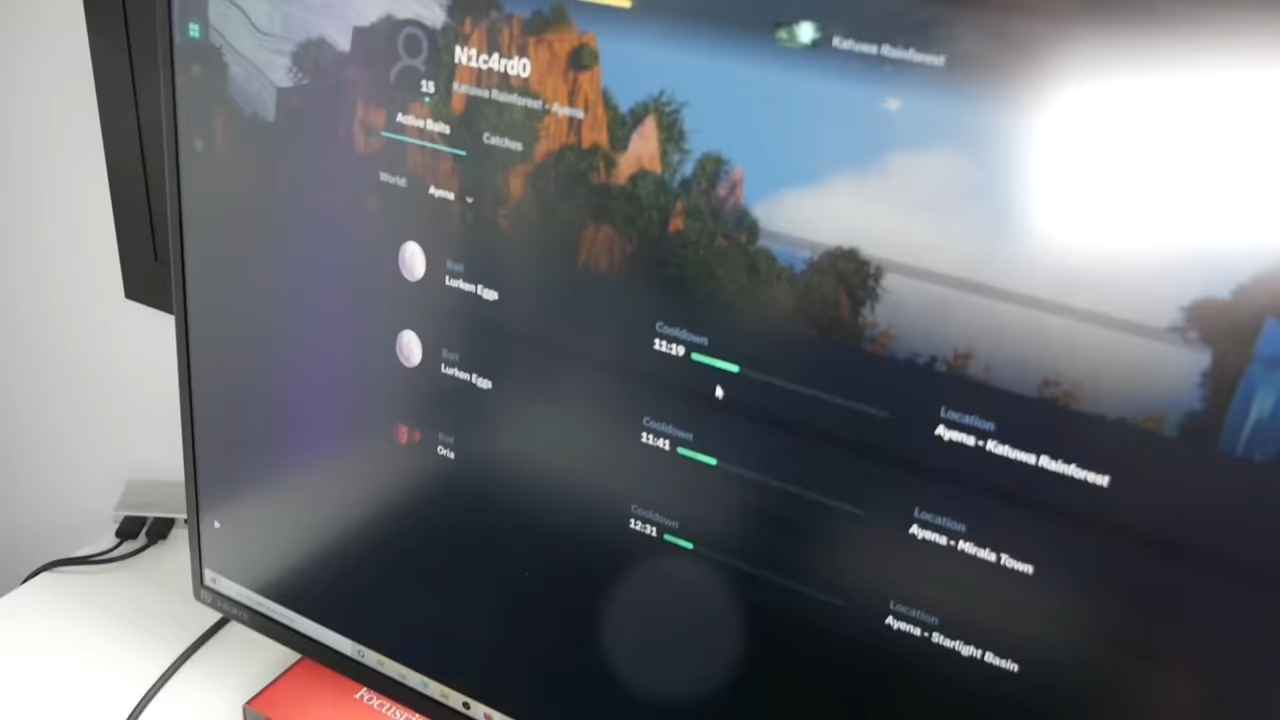 Katuwa Rainforest
N1c4rd0
15
Katuwa Rainforest - Ayena
Active Baits
Catches
World:
Ayena
Bait
Lurken Eggs
Cooldown
11:19
Location
Ayena - Katuwa Rainforest
Bait
Lurken Eggs
Cooldown
11:41
Location
Ayena - Mirala Town
Bait
Oria
Cooldown
12:31
Location
Ayena - Starlight Basin